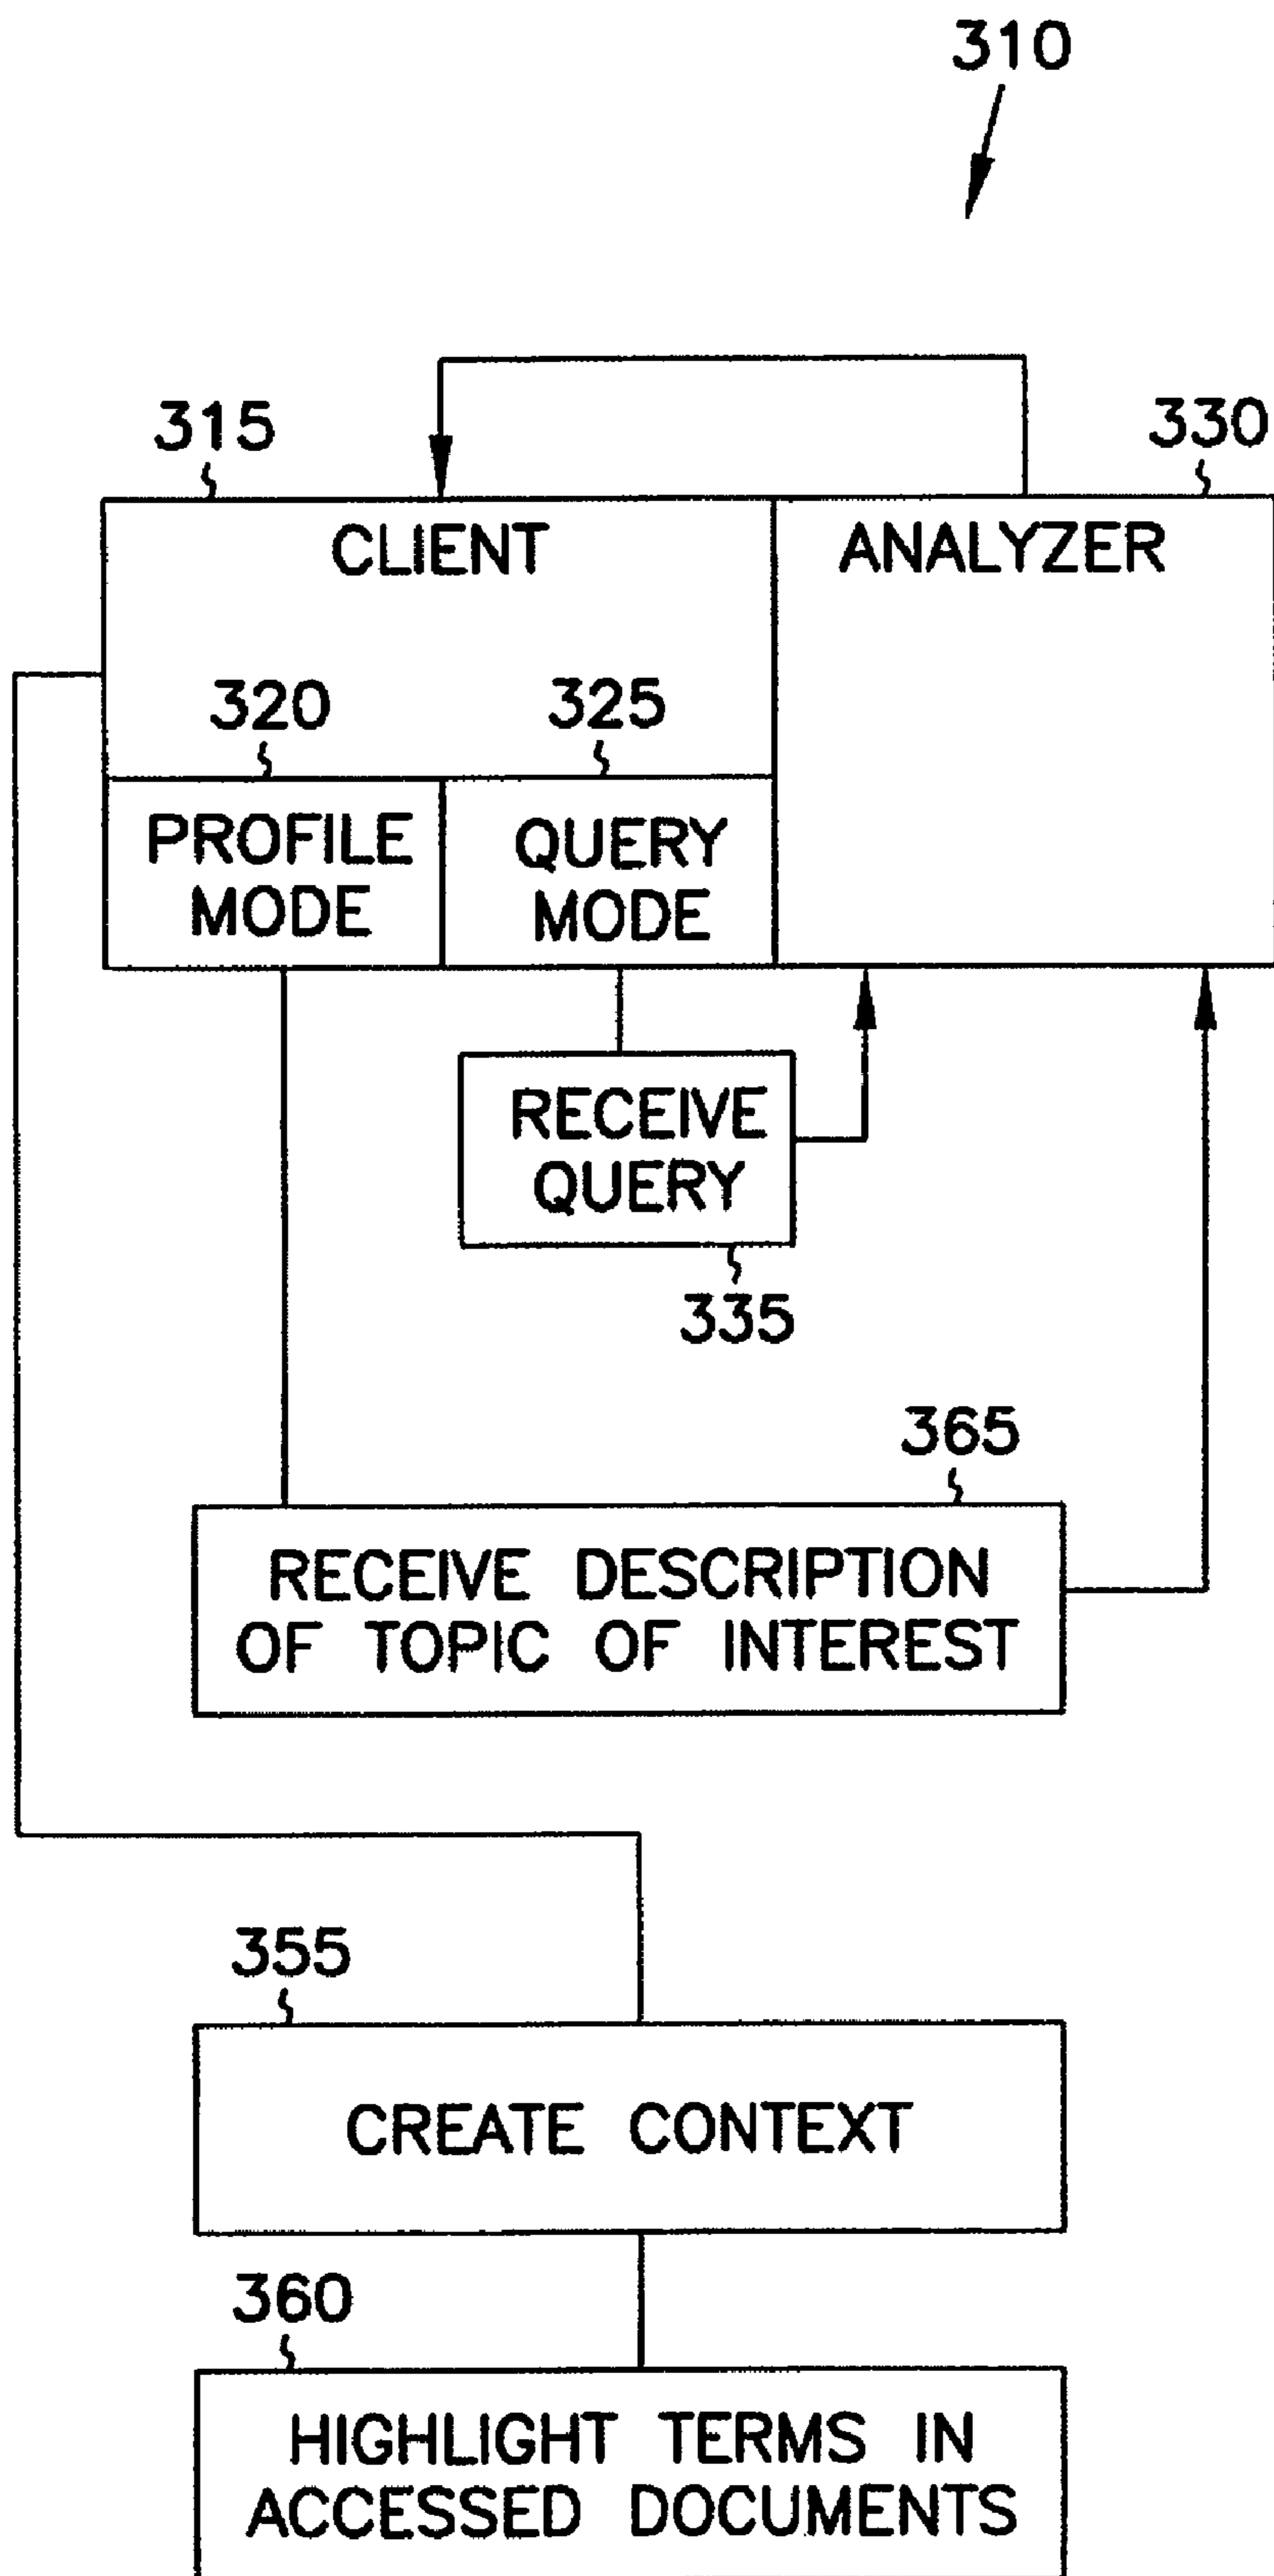 310
315
330
CLIENT
ANALYZER
320
325
PROFILE
MODE
QUERY
MODE
RECEIVE
QUERY
335
365
RECEIVE DESCRIPTION
OF TOPIC OF INTEREST
355
CREATE CONTEXT
360
HIGHLIGHT TERMS IN
ACCESSED DOCUMENTS